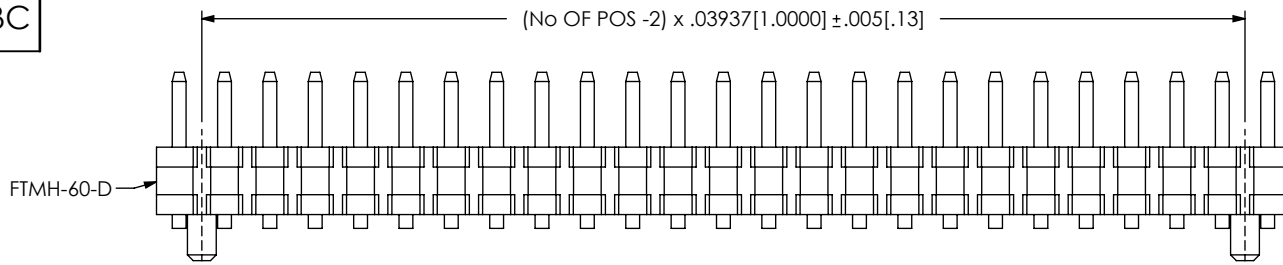 BC
(No OF POS -2) x .03937[1.0000] ±.005[.13]
FTMH-60-D